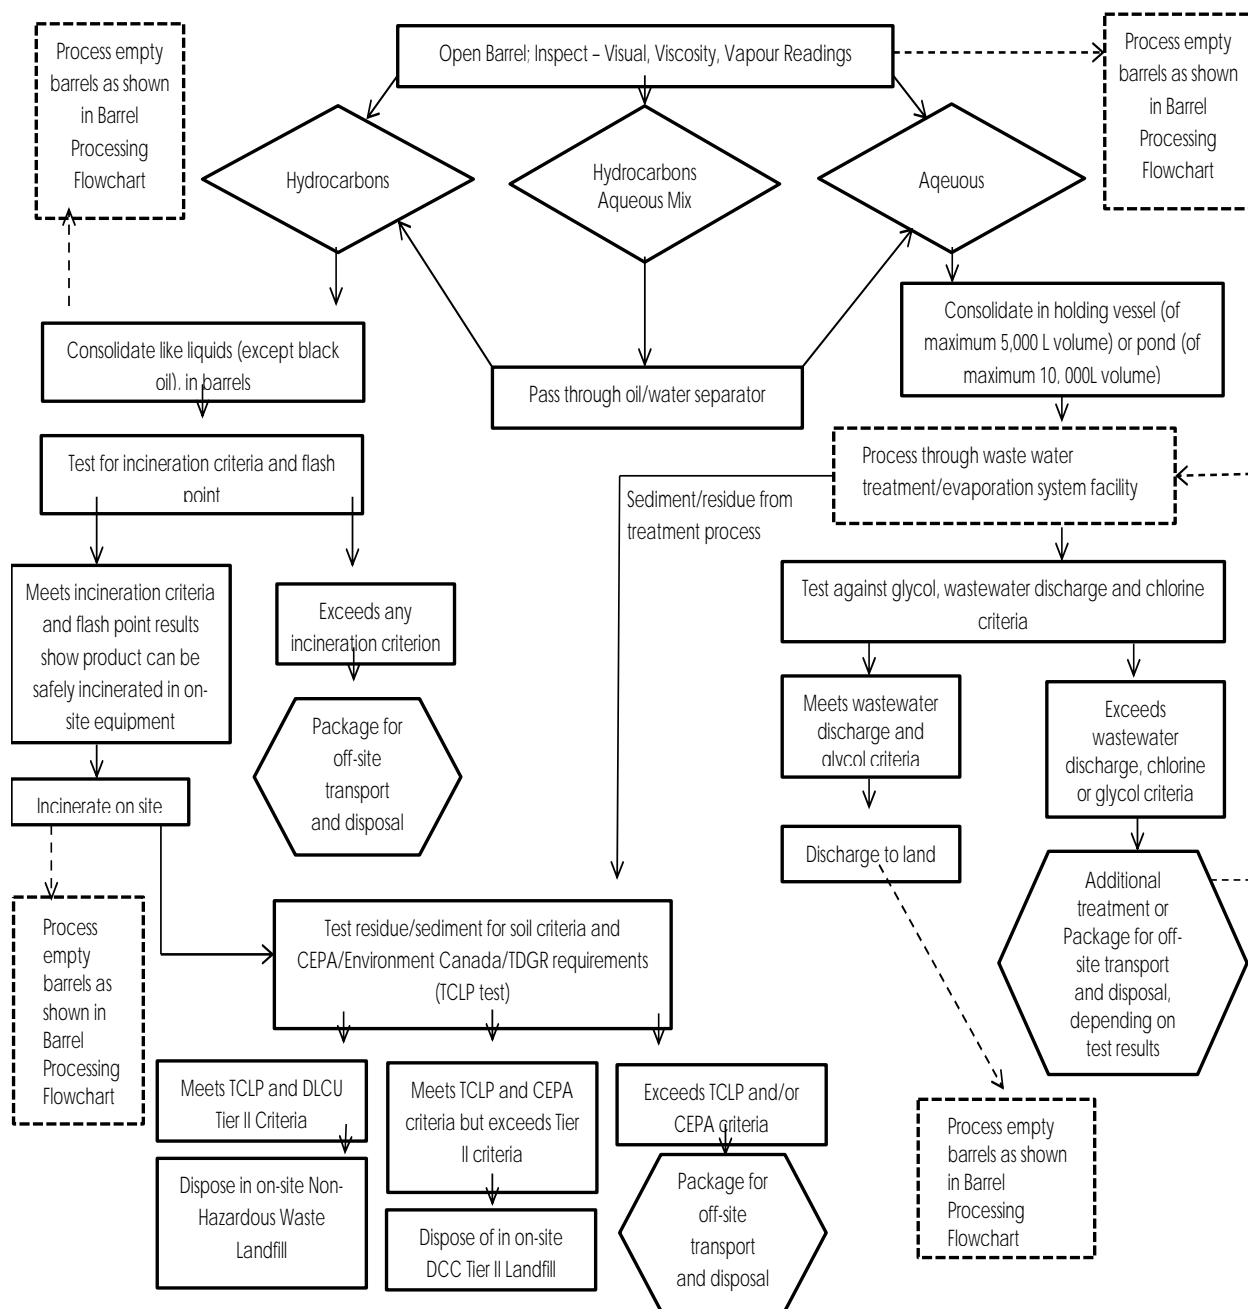 Process empty
barrels as shown
in Barrel
Processing
Flowchart
Open Barrel; Inspect – Visual, Viscosity, Vapour Readings
Process empty
barrels as shown
in Barrel
Processing
Flowchart
Hydrocarbons
Hydrocarbons
Aqueous Mix
Aqeuous
Consolidate like liquids (except black
oil), in barrels
Pass through oil/water separator
Consolidate in holding vessel (of
maximum 5,000 L volume) or pond (of
maximum 10, 000L volume)
Test for incineration criteria and flash
point
Sediment/residue from
treatment process
Process through waste water
treatment/evaporation system facility
Meets incineration criteria
and flash point results
show product can be
safely incinerated in on-
site equipment
Exceeds any
incineration criterion
Test against glycol, wastewater discharge and chlorine
criteria
Package for
off-site
transport
and disposal
Meets wastewater
discharge and
glycol criteria
Exceeds
wastewater
discharge, chlorine
or glycol criteria
Incinerate on site
Discharge to land
Additional
treatment or
Package for off-
site transport
and disposal,
depending on
test results
Process
empty
barrels as
shown in
Barrel
Processing
Flowchart
Test residue/sediment for soil criteria and
CEPA/Environment Canada/TDGR requirements
(TCLP test)
Meets TCLP and DLCU
Tier II Criteria
Meets TCLP and CEPA
criteria but exceeds Tier
II criteria
Exceeds TCLP and/or
CEPA criteria
Dispose in on-site Non-
Hazardous Waste
Landfill
Dispose of in on-site
DCC Tier II Landfill
Package for
off-site
transport
and disposal
Process empty
barrels as shown
in Barrel
Processing
Flowchart